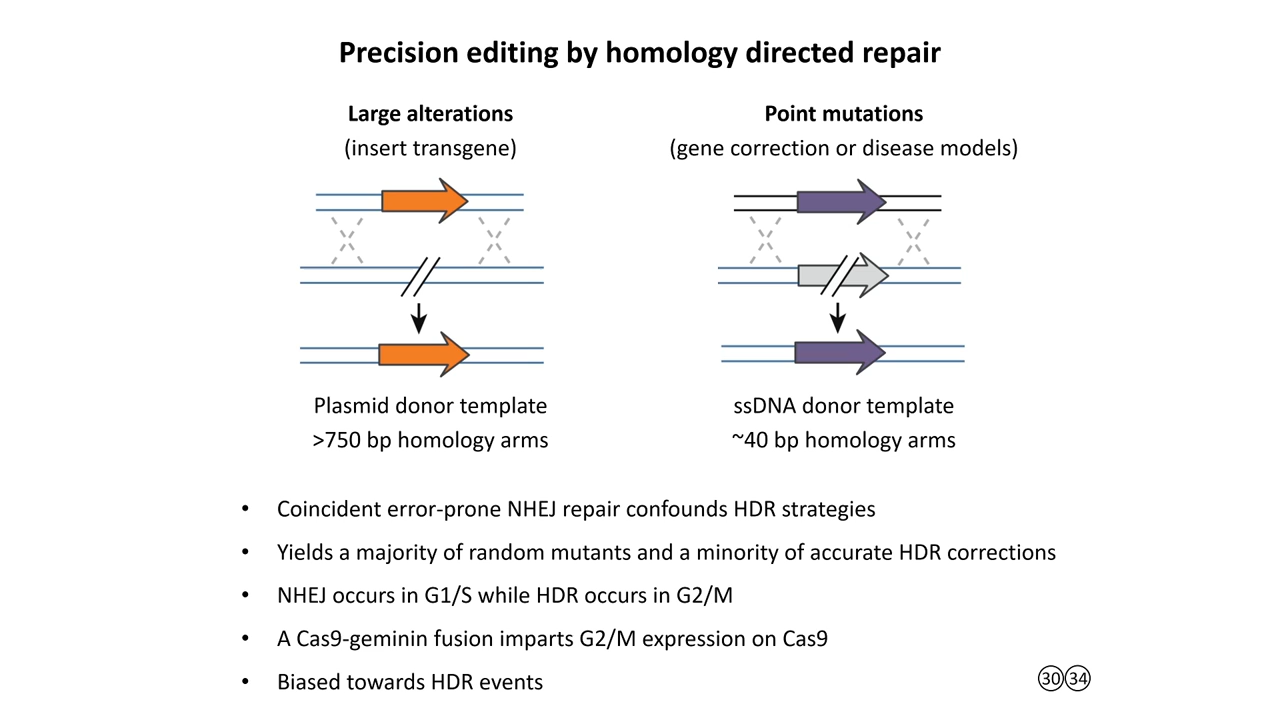 Precision editing by homology directed repair
Large alterations
(insert transgene)
Plasmid donor template
>750 bp homology arms
Point mutations
(gene correction or disease models)
ssDNA donor template
~40 bp homology arms
• Coincident error-prone NHEJ repair confounds HDR strategies
• Yields a majority of random mutants and a minority of accurate HDR corrections
• NHEJ occurs in G1/S while HDR occurs in G2/M
• A Cas9-geminin fusion imparts G2/M expression on Cas9
• Biased towards HDR events
30 34